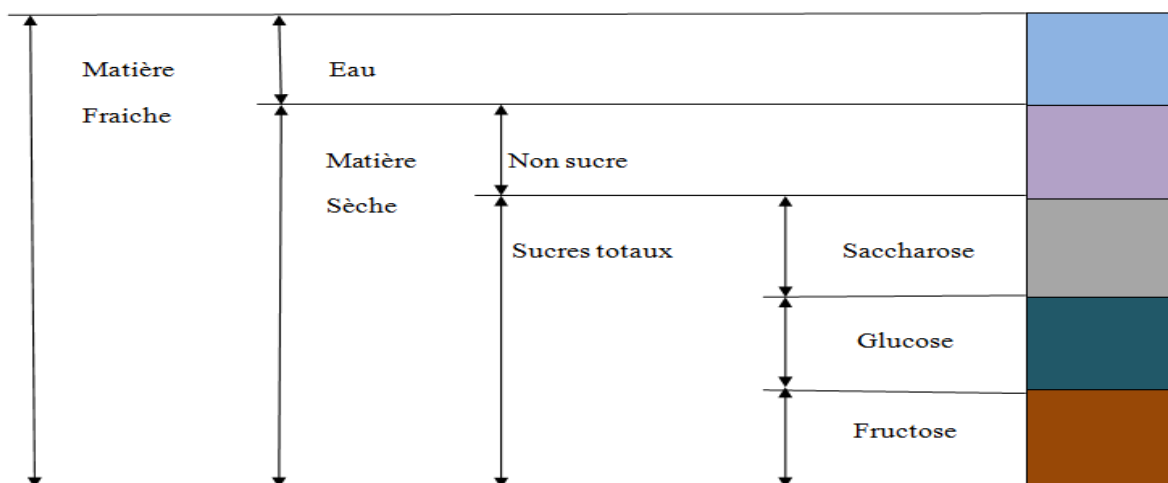 Matière
Fraiche
Eau
Matière
Sèche
Non sucre
Sucres totaux
Saccharose
Glucose
Fructose